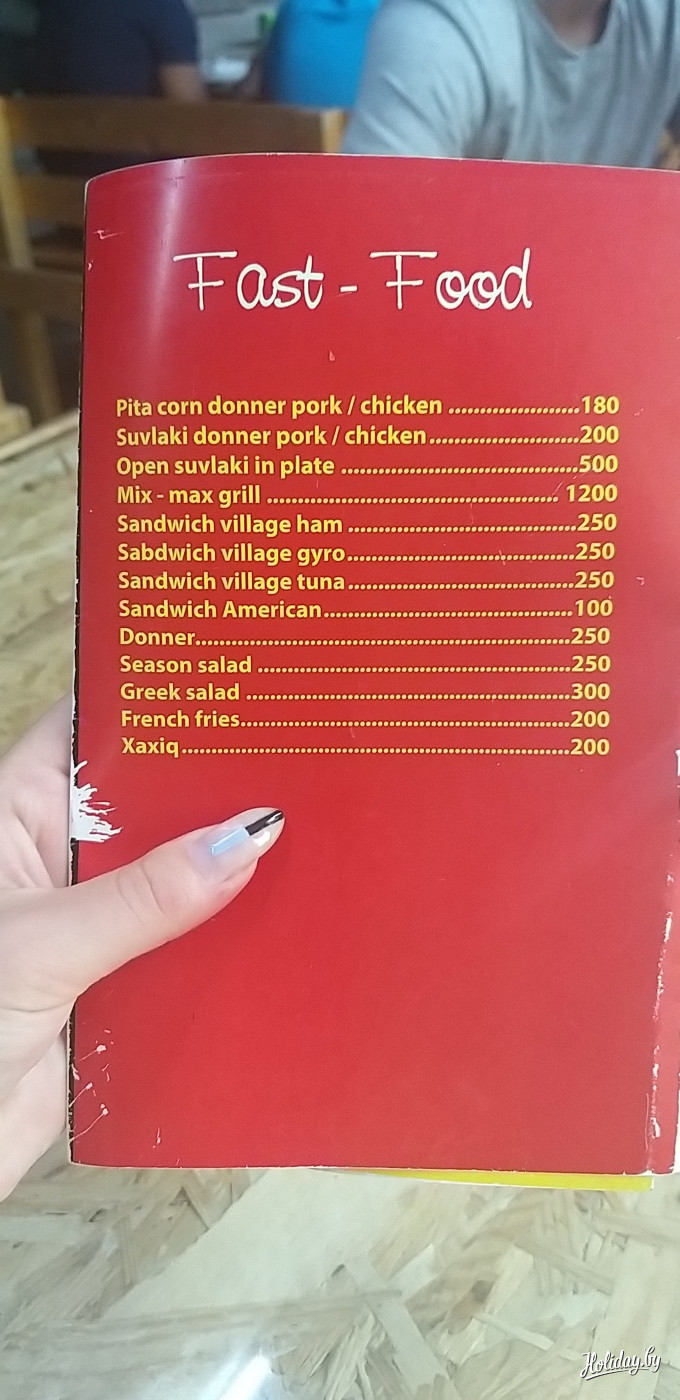 Fast - Food
Pita corn donner pork / chicken ......................180
Suvlaki donner pork / chicken.........................200
Open suvlaki in plate .......................................500
Mix - max grill ................................................. 1200
Sandwich village ham ......................................250
Sabdwich village gyro......................................250
Sandwich village tuna......................................250
Sandwich American..........................................100
Donner...............................................................250
Season salad .....................................................250
Greek salad .......................................................300
French fries.......................................................200
Xaxiq.................................................................200
Holiday.by